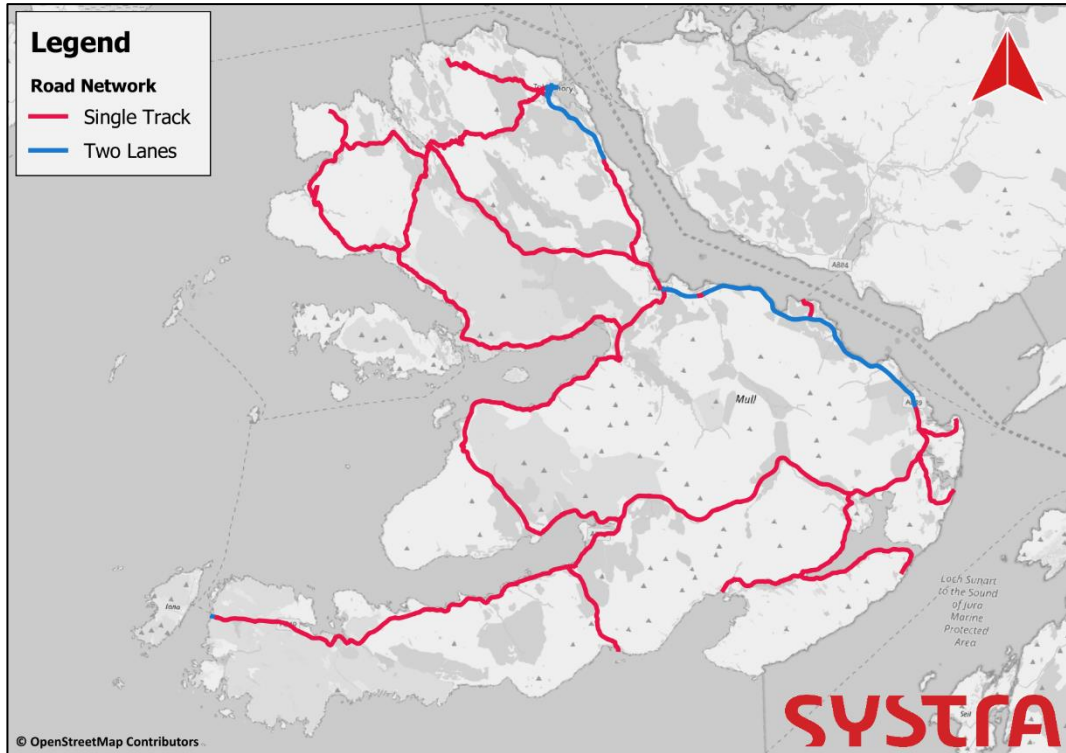 Legend
Road Network
Single Track
Two Lanes
A884
Mull
Iona
Loch Sunart
to the Sound
of Jura
Marine
Protected
Area
Seil
SYSTRA
© OpenStreetMap Contributors